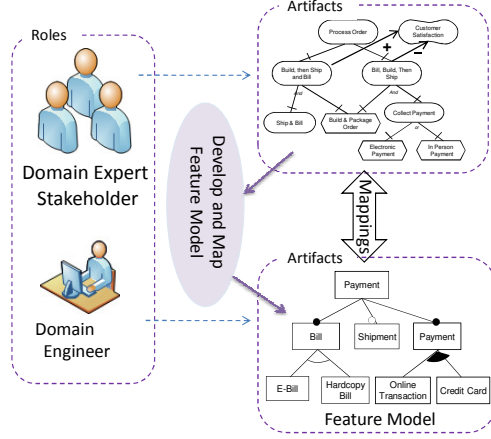 Roles
Domain Expert
Stakeholder
Domain
Engineer
Develop and Map
Feature Model
Artifacts
Process Order
Customer
Satisfaction
+
-
Build, then Ship
and Bill
Bill, Build, Then
Ship
And
And
Ship & Bill
Build & Package
Order
Collect Payment
or
Electronic
Payment
In Person
Payment
Mappings
Artifacts
Payment
Bill
Shipment
Payment
E-Bill
Hardcopy
Bill
Online
Transaction
Credit Card
Feature Model